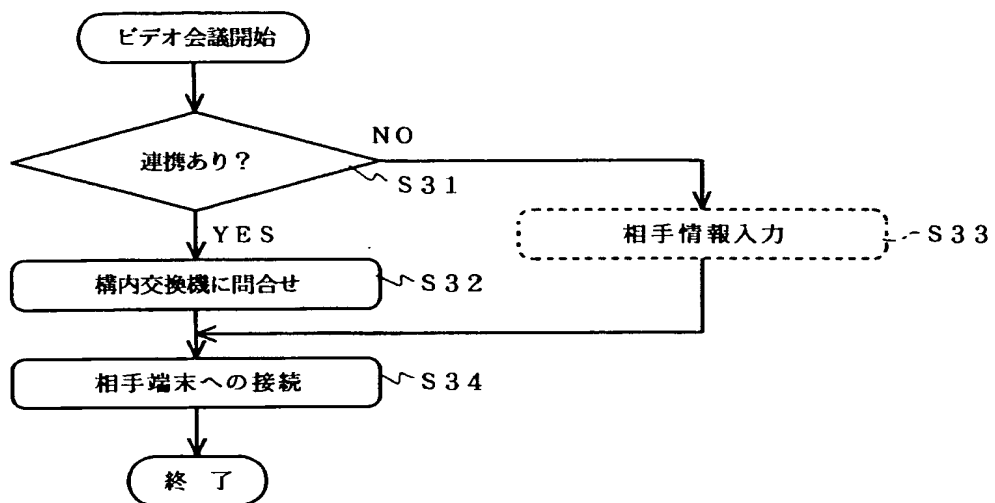 ビデオ会議開始
連携あり？
NO
S31
YES
相手情報入力
S33
構内交換機に問合せ
S32
相手端末への接続
S34
終 了